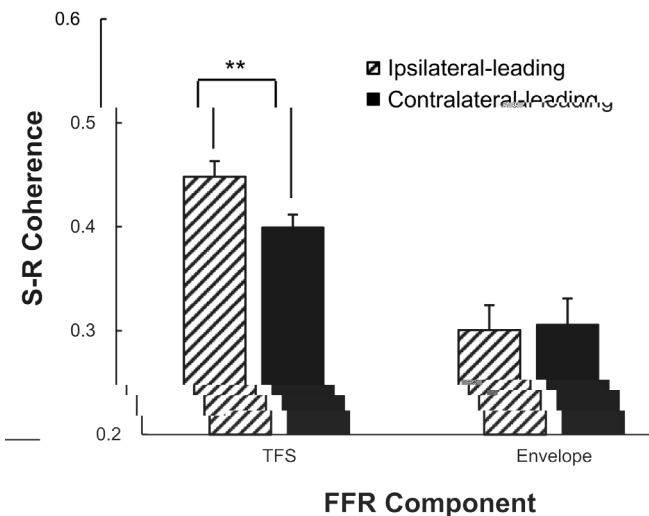 0.6
**
Ipsilateral-leading
Contralateral-leading
0.5
S-R Coherence
0.4
0.3
0.2
TFS Envelope
FFR Component